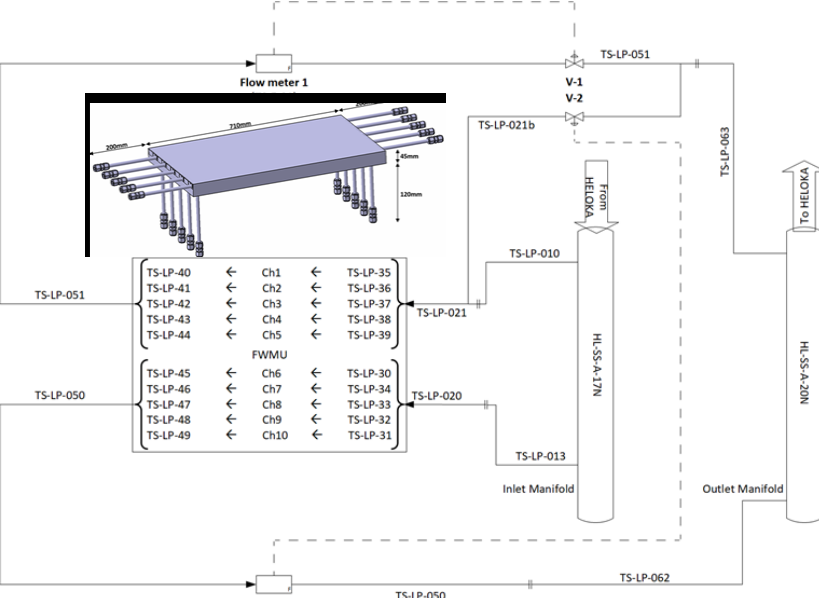 TS-LP-051
F
Flow meter 1
V-1
V-2
TS-LP-021b
TS-LP-063
200mm
710mm
45mm
120mm
From HELOKA
To HELOKA
TS-LP-010
TS-LP-40 ← Ch1 ← TS-LP-35
TS-LP-41 ← Ch2 ← TS-LP-36
TS-LP-42 ← Ch3 ← TS-LP-37
TS-LP-43 ← Ch4 ← TS-LP-38
TS-LP-44 ← Ch5 ← TS-LP-39
TS-LP-051
TS-LP-021
FWMU
TS-LP-45 ← Ch6 ← TS-LP-30
TS-LP-46 ← Ch7 ← TS-LP-34
TS-LP-47 ← Ch8 ← TS-LP-33
TS-LP-48 ← Ch9 ← TS-LP-32
TS-LP-49 ← Ch10 ← TS-LP-31
TS-LP-050
TS-LP-020
HL-SS-A-17N
HL-SS-A-20N
TS-LP-013
Inlet Manifold
Outlet Manifold
F
TS-LP-062
TS-LP-050